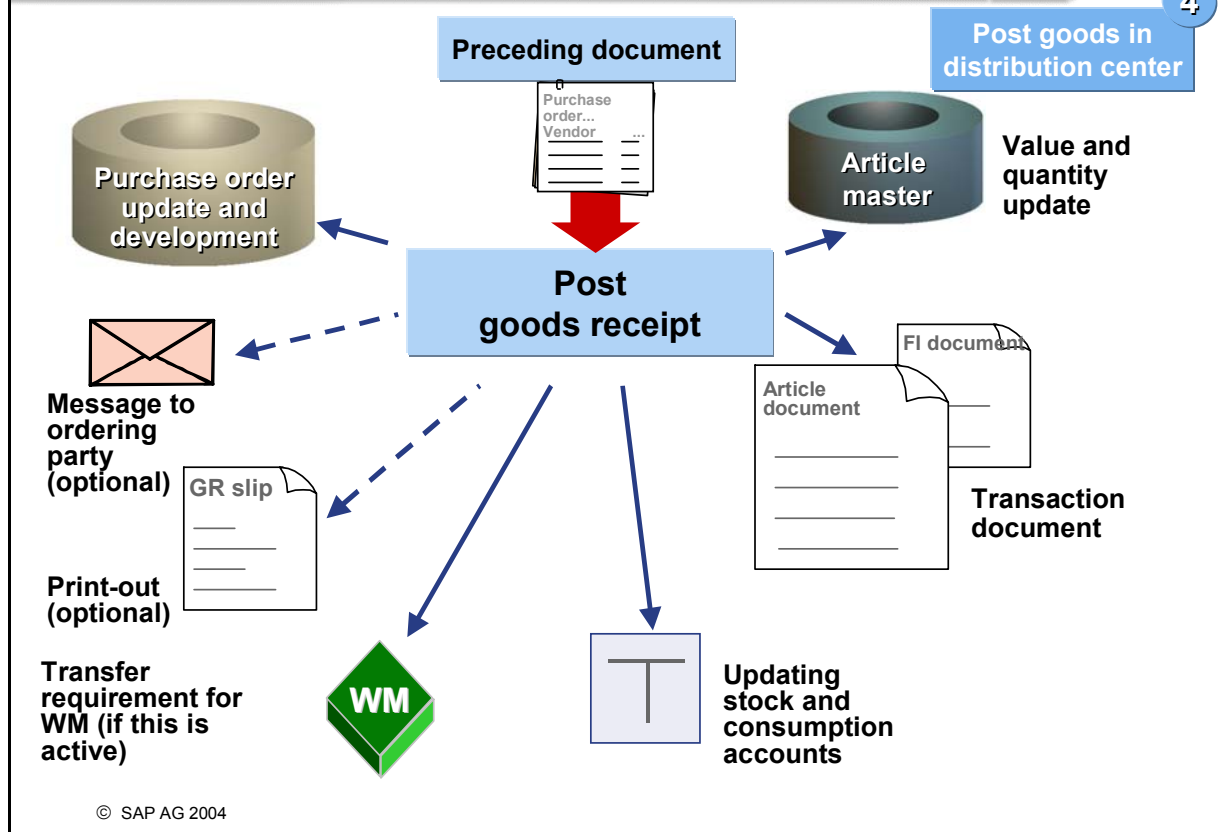 4
Post goods in
distribution center
Preceding document
Purchase
order...
Vendor ...
Purchase order
update and
development
Article
master
Value and
quantity
update
Post
goods receipt
Message to
ordering
party
(optional)
FI document
Article
document
Transaction
document
GR slip
Print-out
(optional)
Transfer
requirement for
WM (if this is
active)
WM
T
Updating
stock and
consumption
accounts
© SAP AG 2004